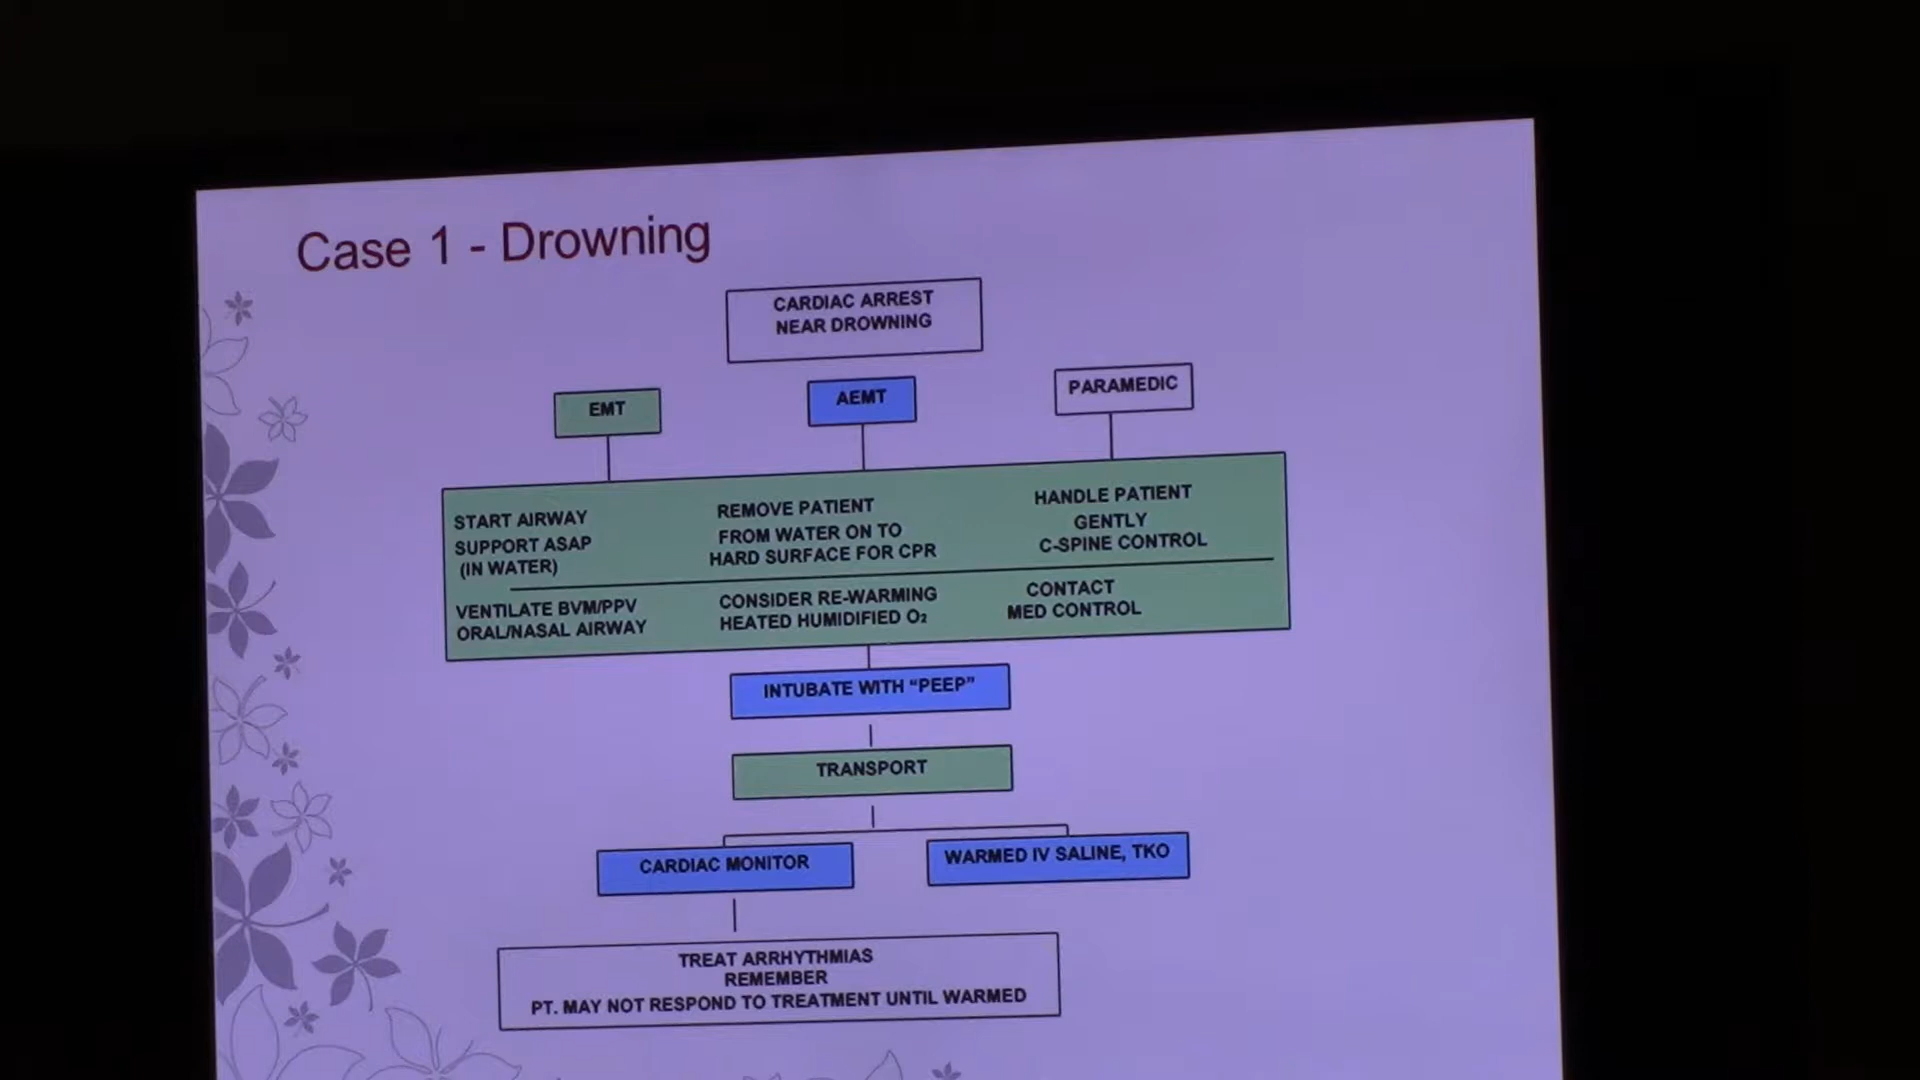 Case 1 - Drowning
CARDIAC ARREST
NEAR DROWNING
EMT
AEMT
PARAMEDIC
START AIRWAY
SUPPORT ASAP
(IN WATER)
REMOVE PATIENT
FROM WATER ON TO
HARD SURFACE FOR CPR
HANDLE PATIENT
GENTLY
C-SPINE CONTROL
VENTILATE BVM/PPV
ORAL/NASAL AIRWAY
CONSIDER RE-WARMING
HEATED HUMIDIFIED O₂
CONTACT
MED CONTROL
INTUBATE WITH “PEEP”
TRANSPORT
CARDIAC MONITOR
WARMED IV SALINE, TKO
TREAT ARRHYTHMIAS
REMEMBER
PT. MAY NOT RESPOND TO TREATMENT UNTIL WARMED